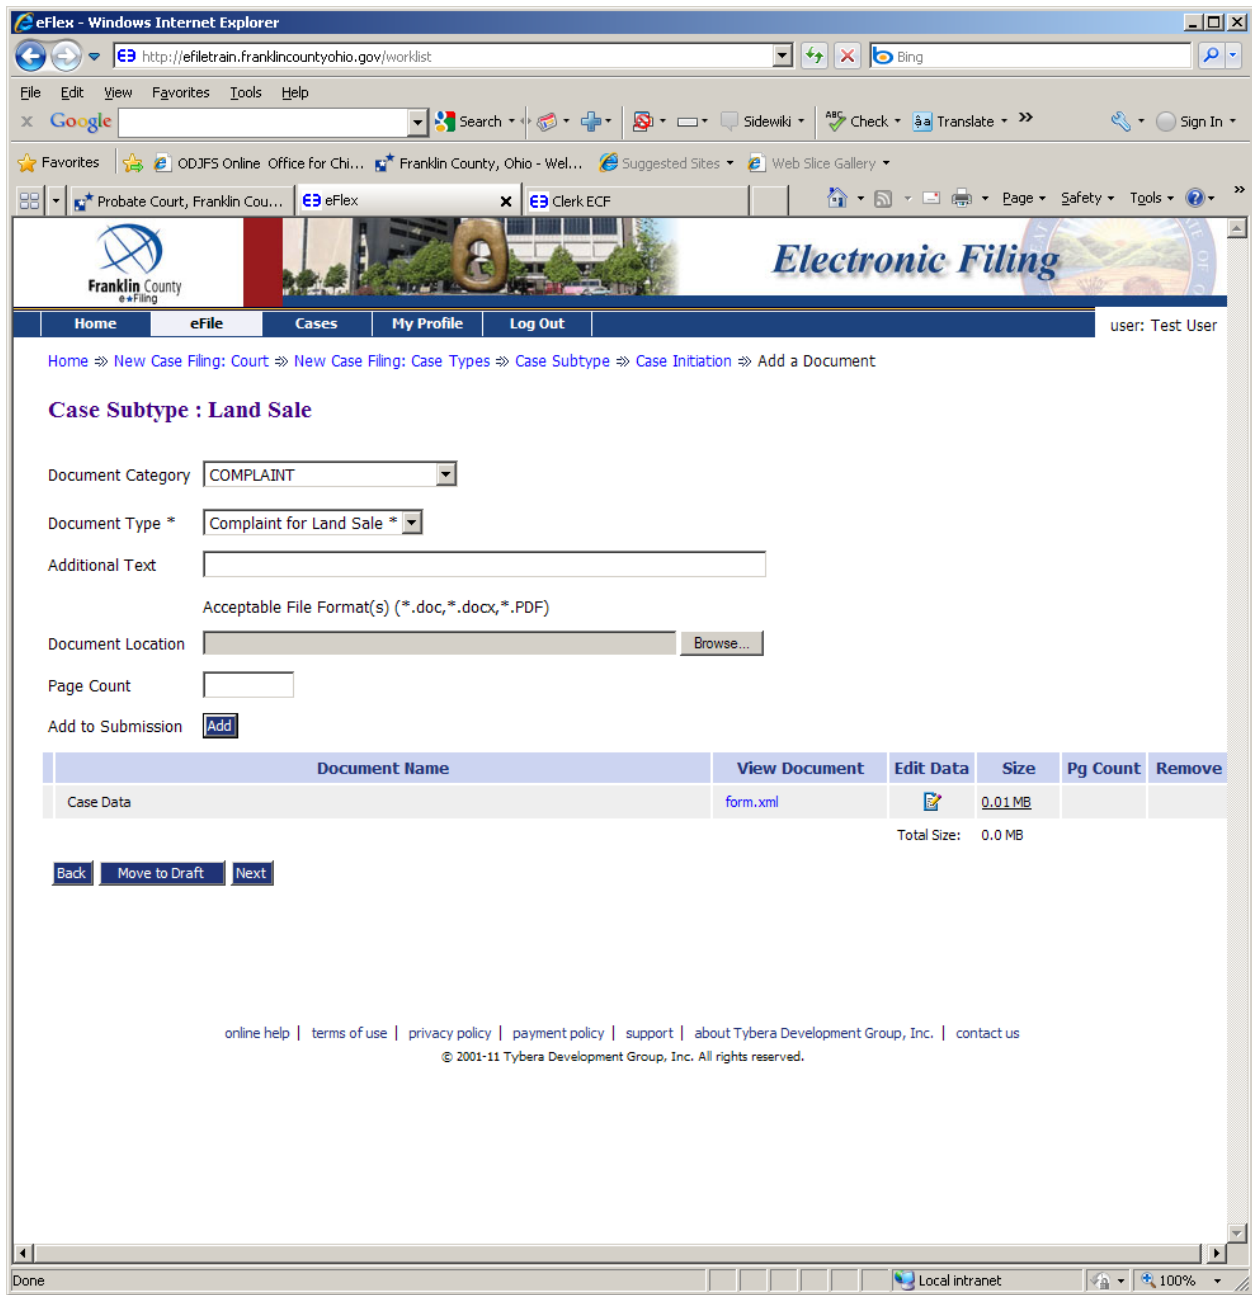 eFlex - Windows Internet Explorer
http://efiletrain.franklincountyohio.gov/worklist
Bing
File Edit View Favorites Tools Help
x Google Search Sidewiki ABC Check āa Translate » Sign In
Favorites ODJFS Online Office for Chi... Franklin County, Ohio - Wel... Suggested Sites Web Slice Gallery
Probate Court, Franklin Cou... eFlex X Clerk ECF Page Safety Tools »
Franklin County
e★Filing
Electronic Filing
Home eFile Cases My Profile Log Out user: Test User
Home ⇒ New Case Filing: Court ⇒ New Case Filing: Case Types ⇒ Case Subtype ⇒ Case Initiation ⇒ Add a Document
Case Subtype : Land Sale
Document Category COMPLAINT
Document Type * Complaint for Land Sale *
Additional Text
Acceptable File Format(s) (*.doc,*.docx,*.PDF)
Document Location Browse...
Page Count
Add to Submission Add
Document Name View Document Edit Data Size Pg Count Remove
Case Data form.xml 0.01 MB
Total Size: 0.0 MB
Back Move to Draft Next
online help | terms of use | privacy policy | payment policy | support | about Tybera Development Group, Inc. | contact us
© 2001-11 Tybera Development Group, Inc. All rights reserved.
Done Local intranet 100%